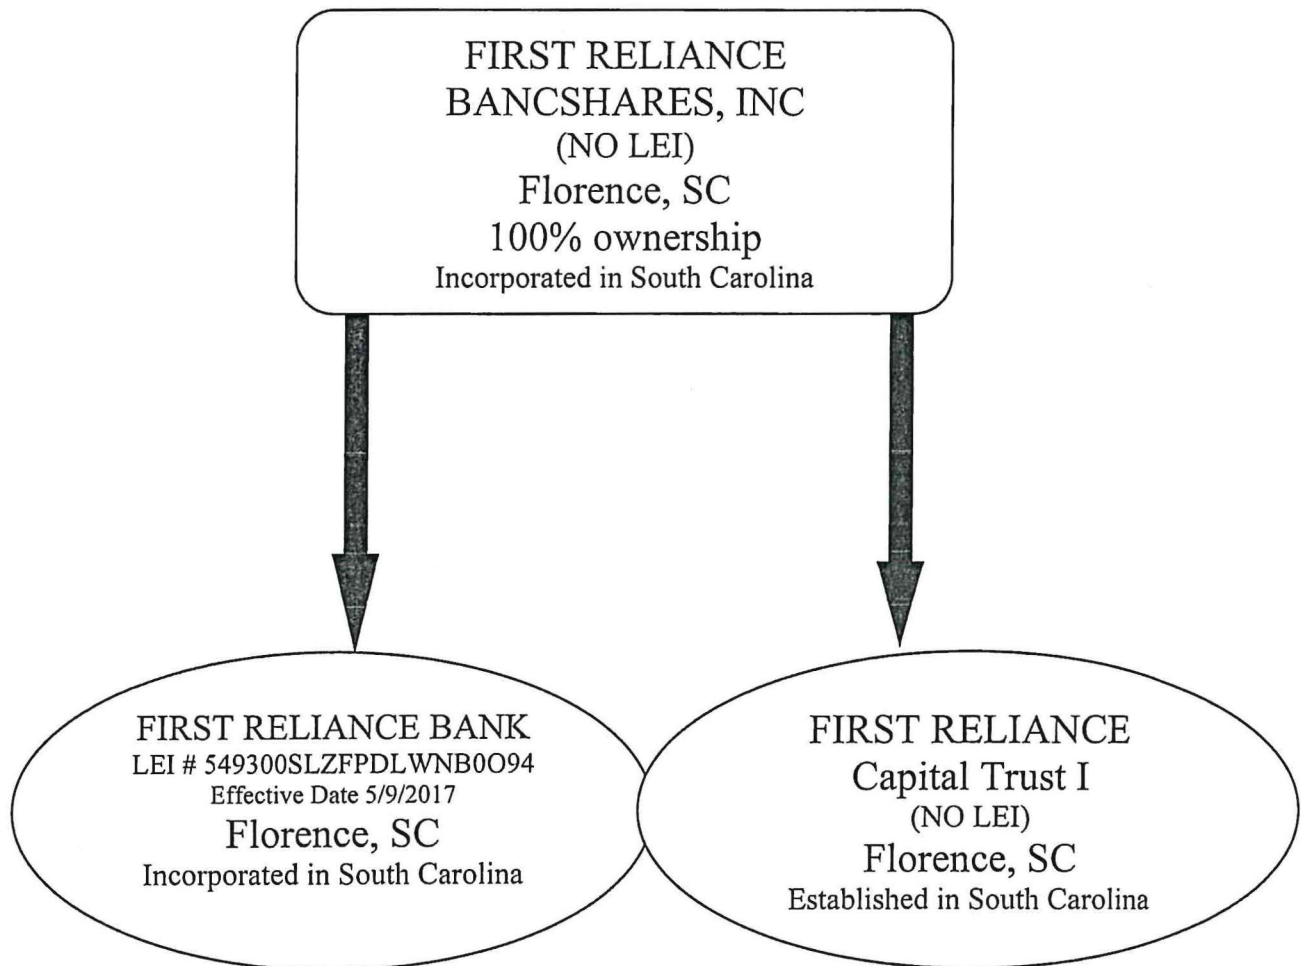 FIRST RELIANCE
BANCSHARES, INC
(NO LEI)
Florence, SC
100% ownership
Incorporated in South Carolina
FIRST RELIANCE BANK
LEI # 549300SLZFPDLWNB0O94
Effective Date 5/9/2017
Florence, SC
Incorporated in South Carolina
FIRST RELIANCE
Capital Trust I
(NO LEI)
Florence, SC
Established in South Carolina